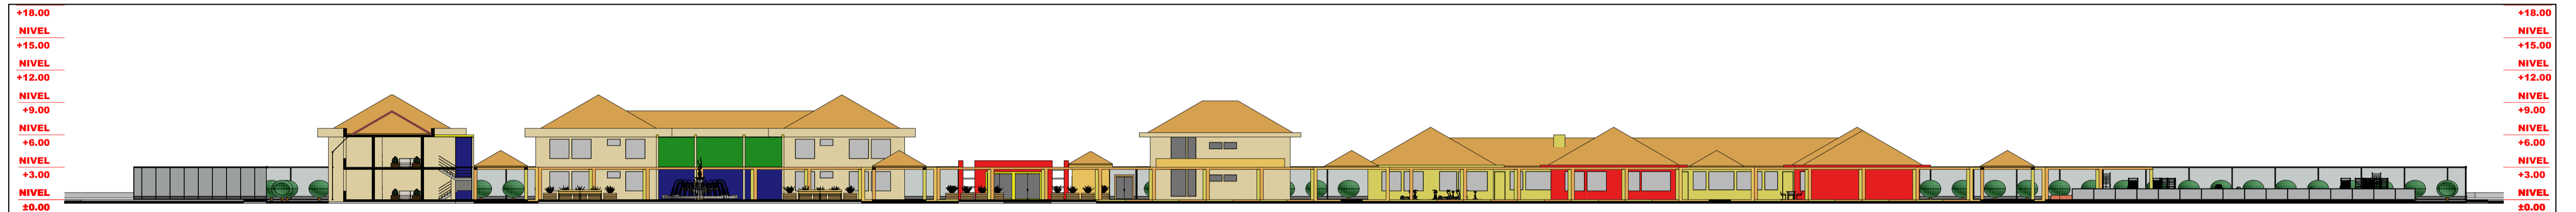 +18.00
NIVEL
+15.00
NIVEL
+12.00
NIVEL
+9.00
NIVEL
+6.00
NIVEL
+3.00
NIVEL
±0.00
+18.00
NIVEL
+15.00
NIVEL
+12.00
NIVEL
+9.00
NIVEL
+6.00
NIVEL
+3.00
NIVEL
±0.00